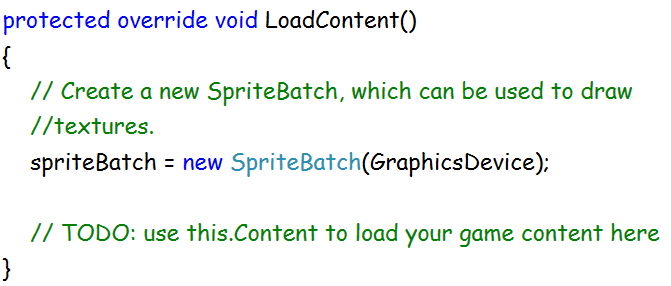 protected override void LoadContent()
{
// Create a new SpriteBatch, which can be used to draw
//textures.
spriteBatch = new SpriteBatch(GraphicsDevice);
// TODO: use this.Content to load your game content here
}